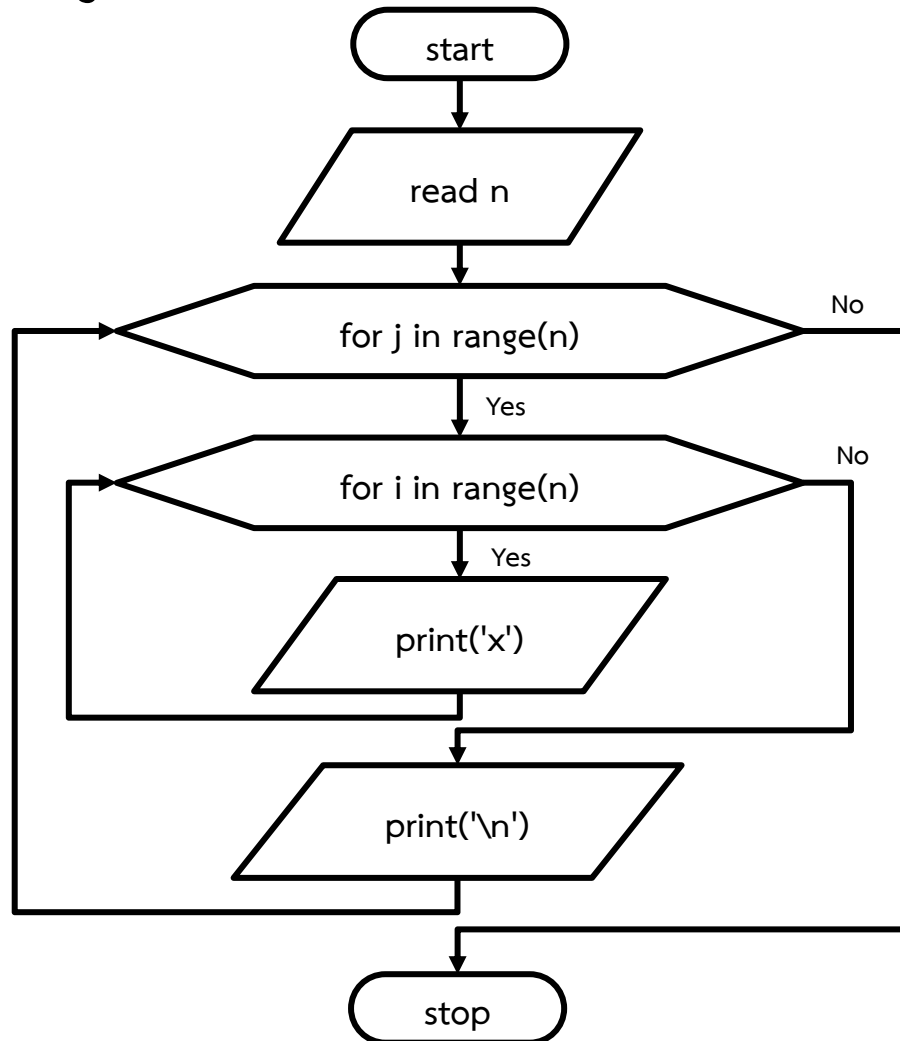 start
read n
for j in range(n)
No
Yes
for i in range(n)
No
Yes
print('x')
print('\n')
stop